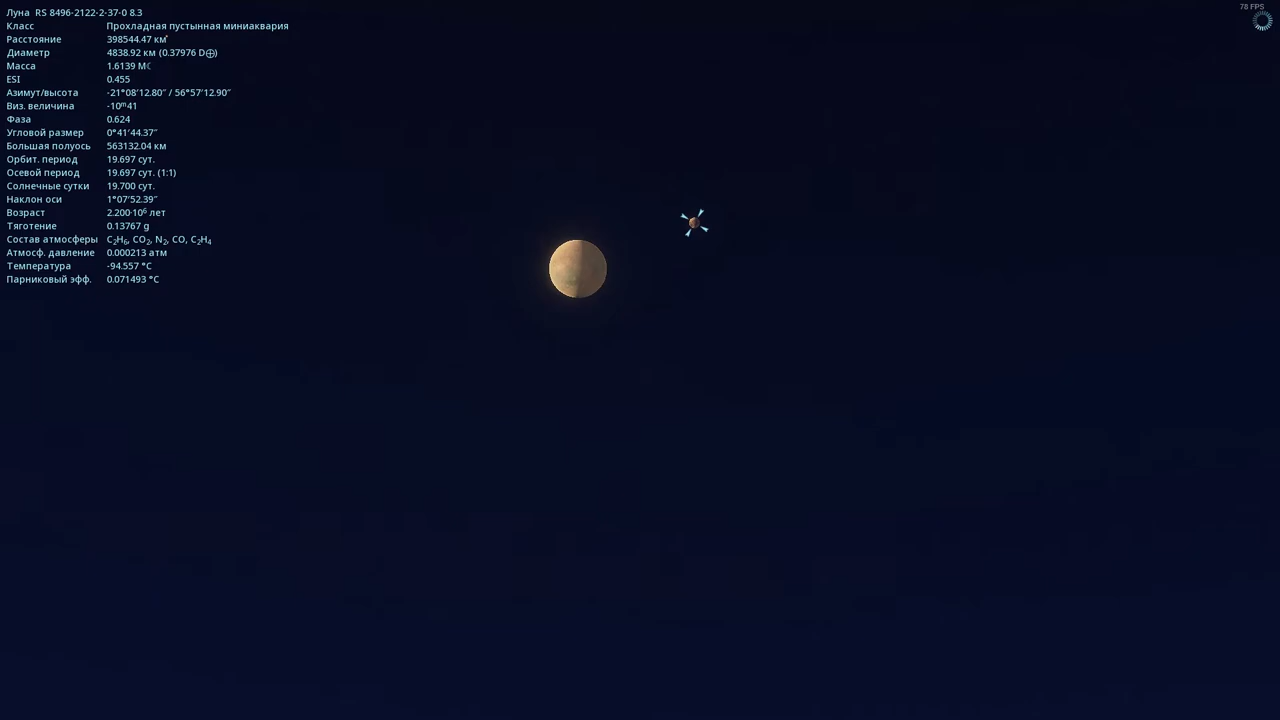 Луна RS 8496-2122-2-37-0 8.3
Класс Прохладная пустынная миниаквария
Расстояние 398544.47 км
Диаметр 4838.92 км (0.37976 D⊕)
Масса 1.6139 M☾
ESI 0.455
Азимут/высота -21°08′12.80″ / 56°57′12.90″
Виз. величина -10ᵐ41
Фаза 0.624
Угловой размер 0°41′44.37″
Большая полуось 563132.04 км
Орбит. период 19.697 сут.
Осевой период 19.697 сут. (1:1)
Солнечные сутки 19.700 сут.
Наклон оси 1°07′52.39″
Возраст 2.200·10⁶ лет
Тяготение 0.13767 g
Состав атмосферы C₂H₆, CO₂, N₂, CO, C₂H₄
Атмосф. давление 0.000213 атм
Температура -94.557 °C
Парниковый эфф. 0.071493 °C
78 FPS